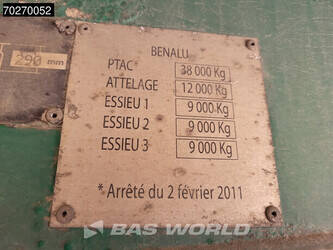 70270052
290 mm
BENALU
PTAC 38 000 Kg
ATTELAGE 12 000 Kg
ESSIEU 1 9 000 Kg
ESSIEU 2 9 000 Kg
ESSIEU 3 9 000 Kg
* Arrêté du 2 février 2011
BAS WORLD